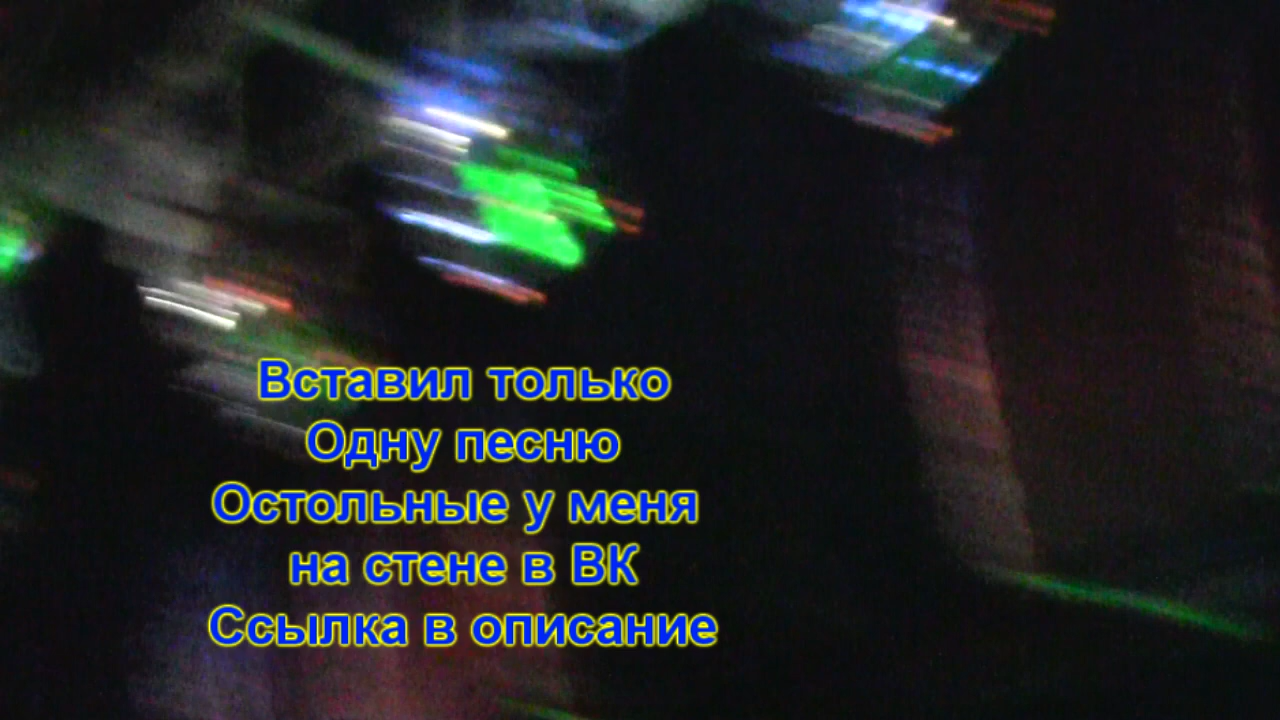 Вставил только
Одну песню
Остольные у меня
на стене в ВК
Ссылка в описание